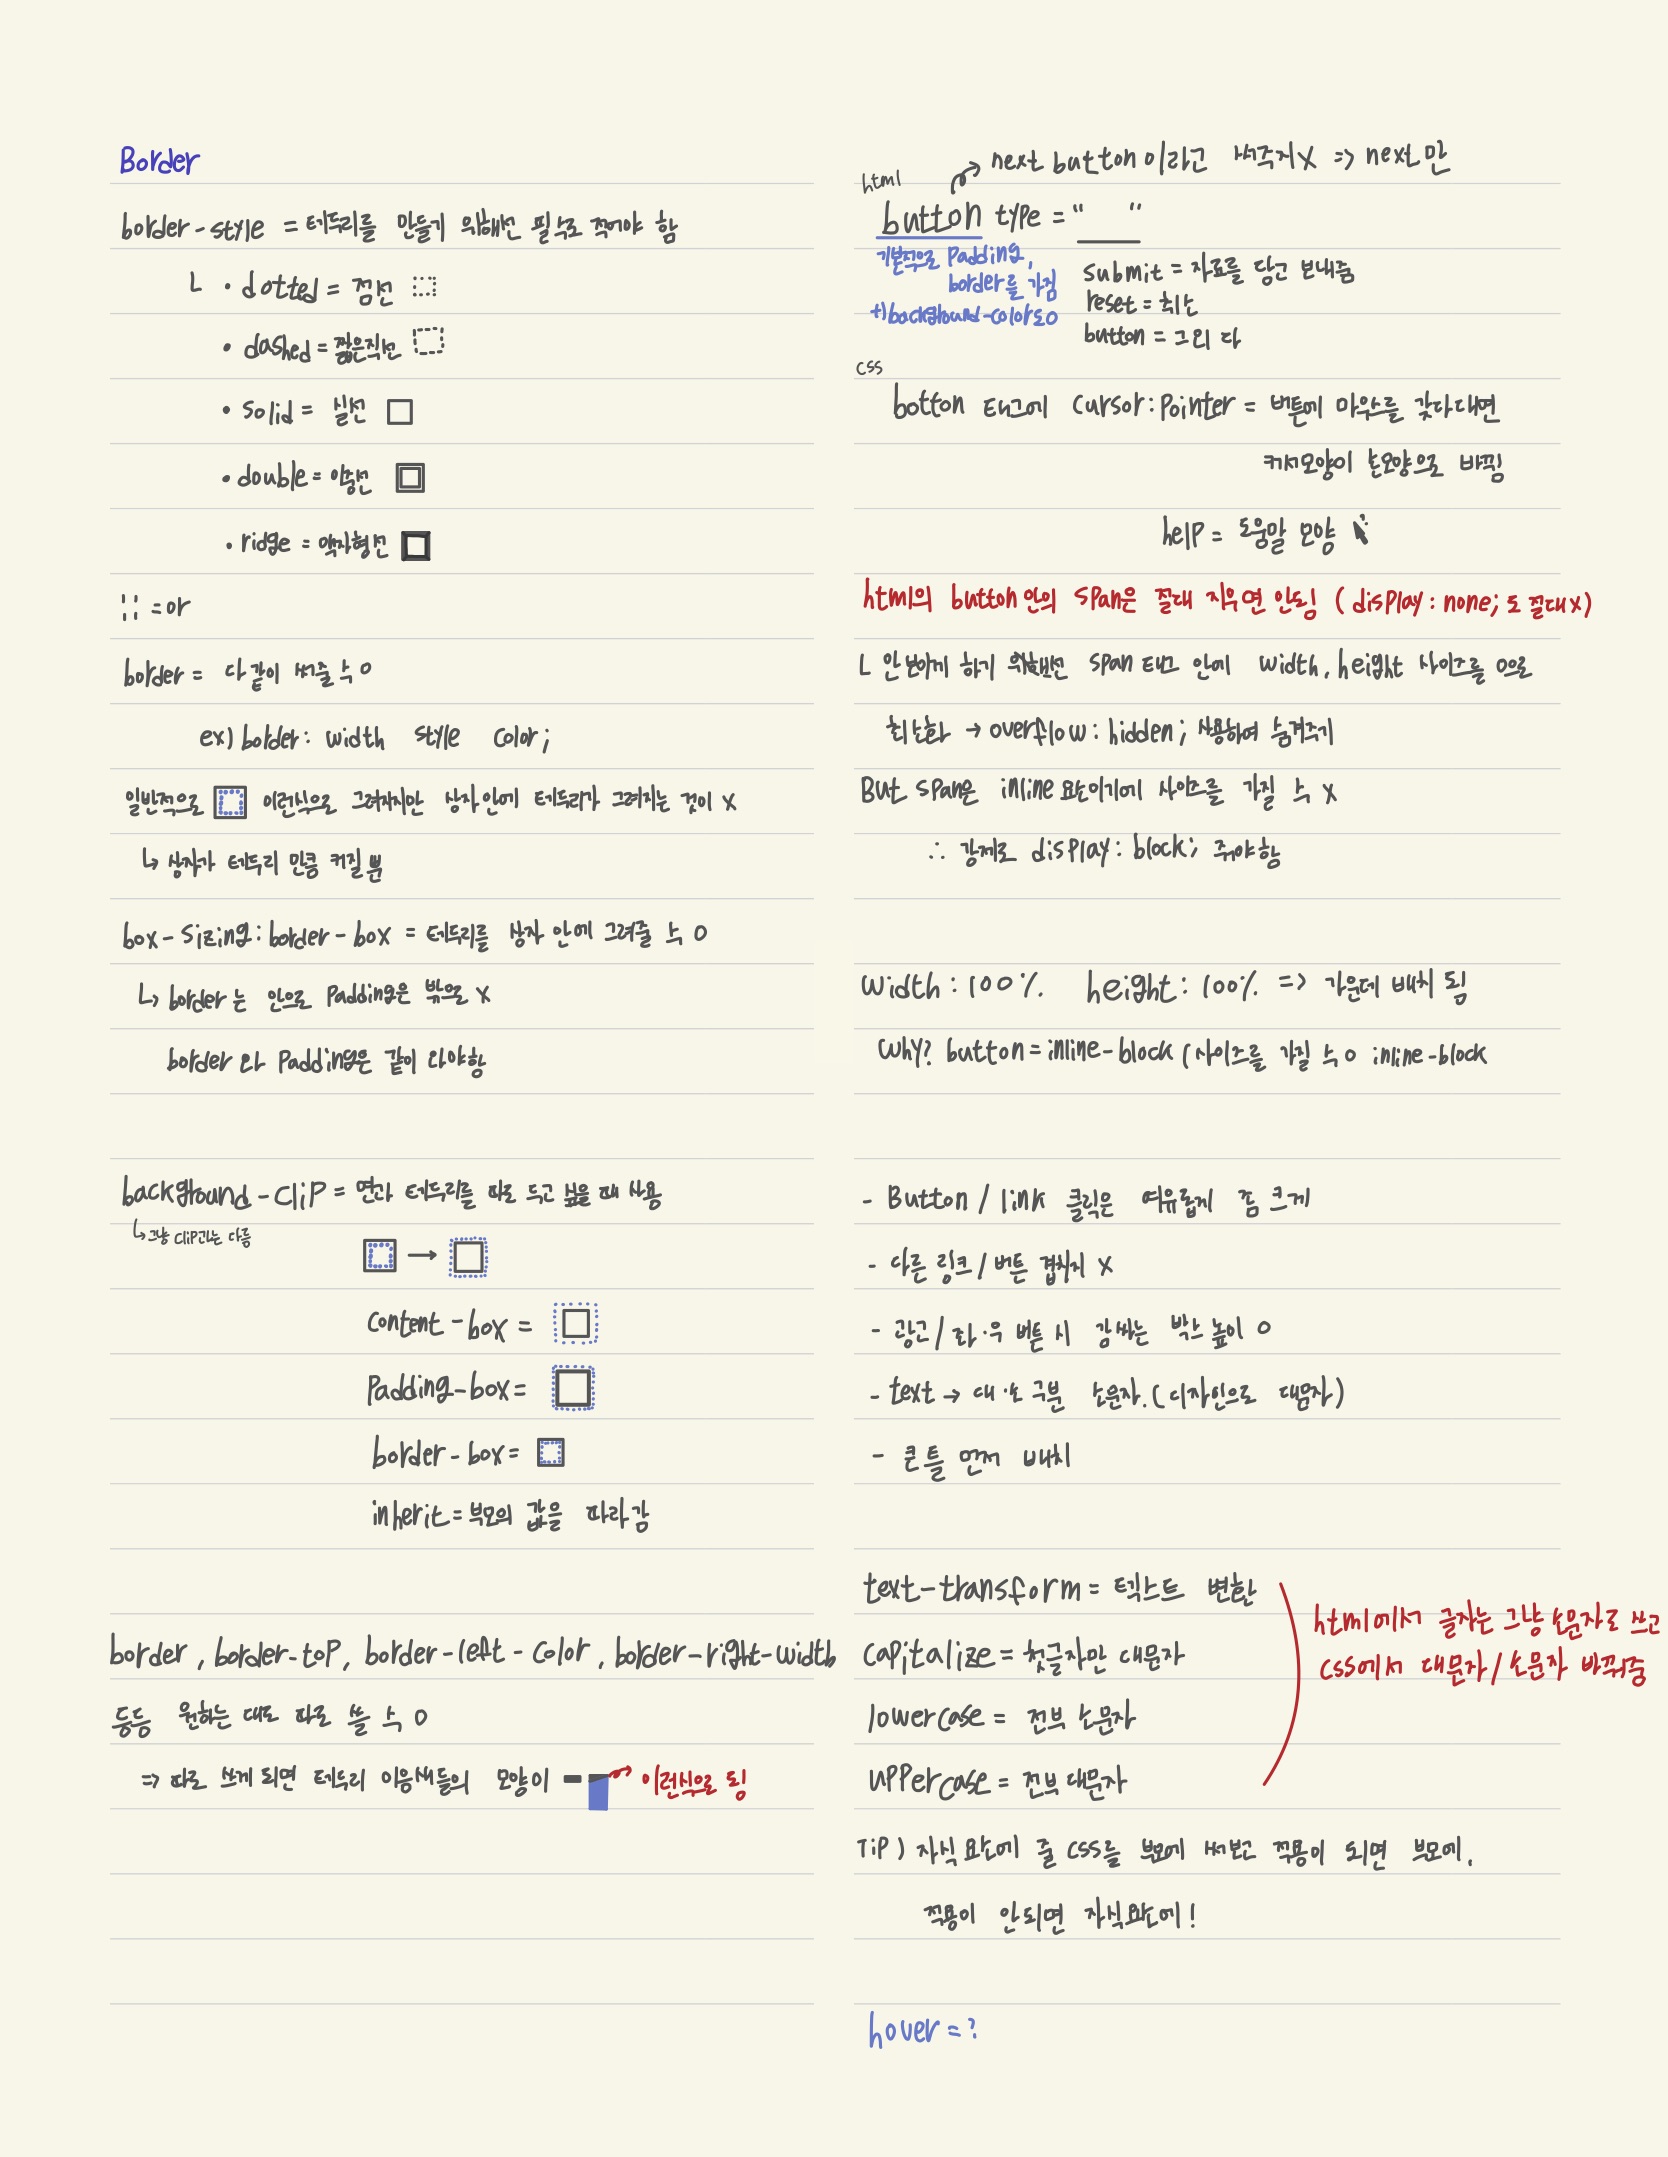 Border
border-style = 테두리를 만들기 위해선 필수로 적어야 함
ㄴ • dotted = 점선
• dashed = 짧은직선
• solid = 실선
• double = 이중선
• ridge = 액자형선
¦¦ = or
border = 다 같이 써줄 수 O
ex) border: width style color;
일반적으로 이런식으로 그려지지만 상자 안에 테두리가 그려지는 것이 X
↳ 상자가 테두리 만큼 커질 뿐
box-sizing: border-box = 테두리를 상자 안에 그려줄 수 O
↳ border는 안으로 padding은 밖으로 X
border 와 padding은 같이 다야함
background-clip = 면과 테두리를 따로 두고 싶을 때 사용
↳ 그냥 clip과는 다름
→
content-box =
Padding-box =
border-box =
inherit = 부모의 값을 따라감
border, border-top, border-left-color, border-right-width
등등 원하는 대로 따로 쓸 수 O
=> 따로 쓰게 되면 테두리 이음새들의 모양이 이런식으로 됨
next button 이라고 써주지X => next 만
html
button type = " "
기본적으로 Padding,
border를 가짐
+) background-color도O
submit = 자료를 담고 보내줌
reset = 취소
button = 그외 다
css
botton 태그에 cursor: pointer = 버튼에 마우스를 갖다대면
커서모양이 손모양으로 바뀜
help = 도움말 모양
html의 button안의 span은 절대 지우면 안됨 (display: none; 도 절대X)
ㄴ 안 보이게 하기 위해선 span 태그 안에 width, height 사이즈를 0으로
최소화 → overflow: hidden; 사용하여 숨겨주기
But span은 inline 요소이기에 사이즈를 가질 수 X
∴ 강제로 display: block; 줘야함
width: 100% height: 100% => 가운데 배치 됨
Why? button = inline-block (사이즈를 가질 수 O inline-block
- Button / link 클릭은 여유롭게 좀 크게
- 다른 링크/버튼 겹치지 X
- 광고/좌·우 버튼 시 감싸는 박스 높이 O
- text → 대·소 구분 소문자. (디자인으로 대문자)
- 큰 틀 먼저 배치
text-transform = 텍스트 변환
capitalize = 첫글자만 대문자
lowercase = 전부 소문자
uppercase = 전부 대문자
html에서 글자는 그냥 소문자로 쓰고
css에서 대문자/소문자 바꿔줌
TIP) 자식 요소에 줄 css를 부모에 써보고 적용이 되면 부모에,
적용이 안되면 자식요소에!
hover = ?